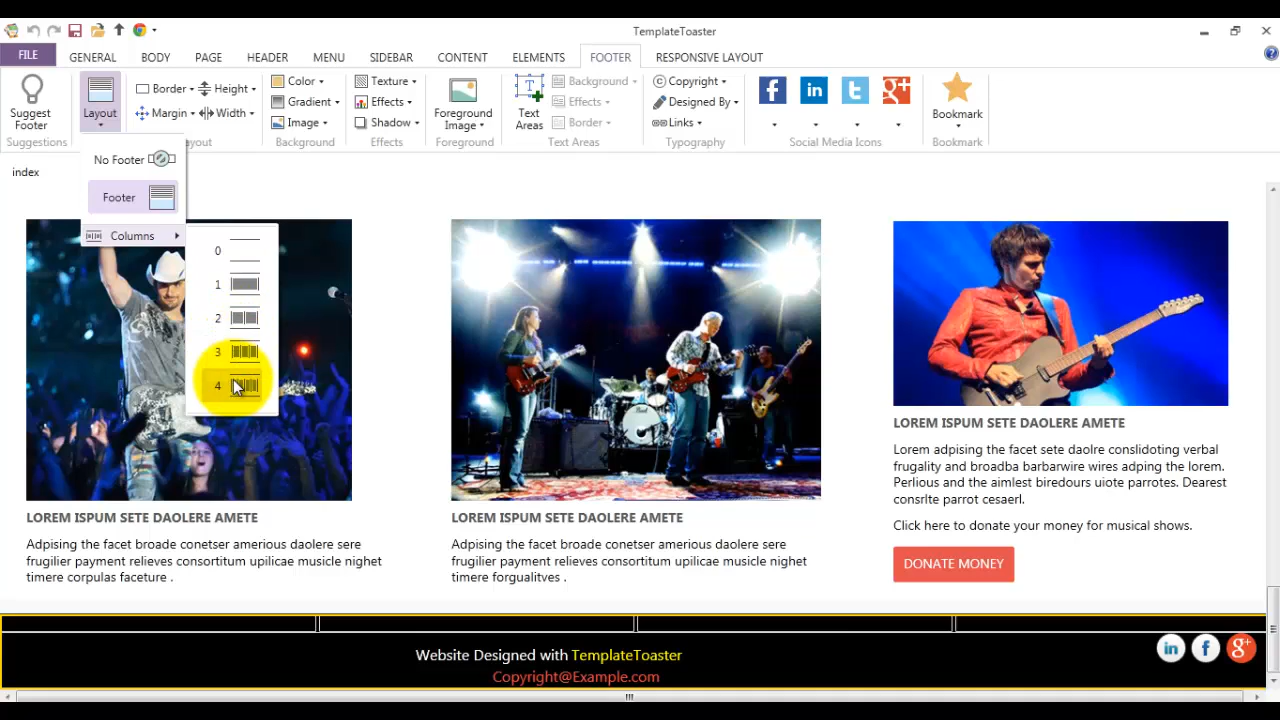 TemplateToaster
FILE
GENERAL
BODY
PAGE
HEADER
MENU
SIDEBAR
CONTENT
ELEMENTS
FOOTER
RESPONSIVE LAYOUT
Suggest
Footer
Suggestions
Layout
Border
Height
Margin
Width
Layout
Color
Gradient
Image
Background
Texture
Effects
Shadow
Effects
Foreground
Image
Foreground
Text
Areas
Background
Effects
Border
Text Areas
Copyright
Designed By
Links
Typography
Social Media Icons
Bookmark
Bookmark
No Footer
Footer
Columns
0
1
2
3
4
index
LOREM ISPUM SETE DAOLERE AMETE
Adpising the facet broade conetser amerious daolere sere
frugilier payment relieves consortitum upilicae musicle nighet
timere corpulas faceture .
LOREM ISPUM SETE DAOLERE AMETE
Adpising the facet broade conetser amerious daolere sere
frugilier payment relieves consortitum upilicae musicle nighet
timere forgualitves .
LOREM ISPUM SETE DAOLERE AMETE
Lorem adpising the facet sete daolre conslidoting verbal
frugality and broadba barbarwire wires adping the lorem.
Perlious and the aimlest biredours uiote parrotes. Dearest
consrlte parrot cesaerl.
Click here to donate your money for musical shows.
DONATE MONEY
Website Designed with TemplateToaster
Copyright@Example.com